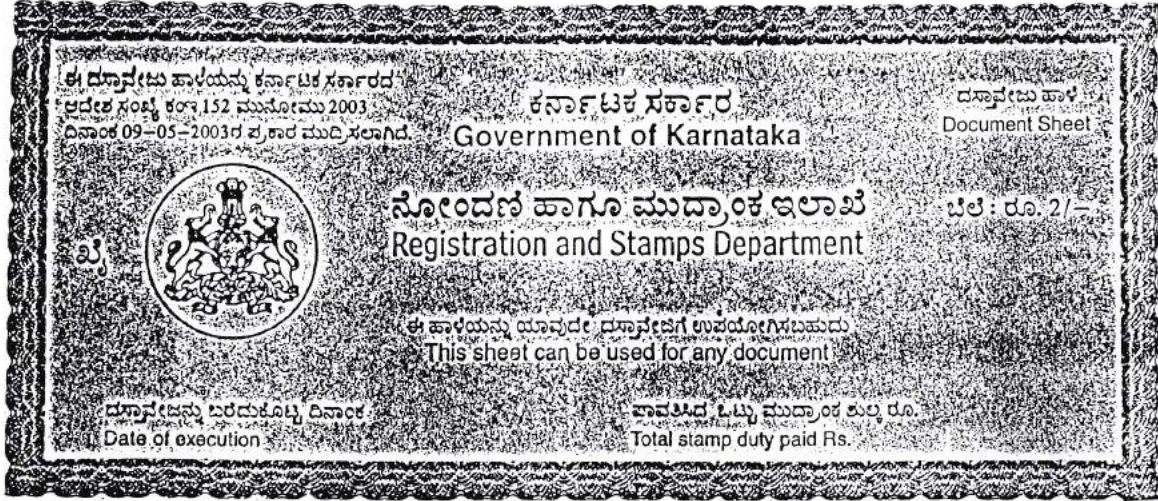 ಈ ದಸ್ತಾವೇಜು ಹಾಳೆಯನ್ನು ಕರ್ನಾಟಕ ಸರ್ಕಾರದ
ಆದೇಶ ಸಂಖ್ಯೆ ಕಂಇ 152 ಮುನೋಮು 2003
ದಿನಾಂಕ 09-05-2003ರ ಪ್ರಕಾರ ಮುದ್ರಿಸಲಾಗಿದೆ.
ಕರ್ನಾಟಕ ಸರ್ಕಾರ
Government of Karnataka
ದಸ್ತಾವೇಜು ಹಾಳೆ
Document Sheet
ನೋಂದಣಿ ಹಾಗೂ ಮುದ್ರಾಂಕ ಇಲಾಖೆ
Registration and Stamps Department
ಬೆಲೆ : ರೂ. 2/-
ಈ ಹಾಳೆಯನ್ನು ಯಾವುದೇ ದಸ್ತಾವೇಜಿಗೆ ಉಪಯೋಗಿಸಬಹುದು
This sheet can be used for any document
ದಸ್ತಾವೇಜನ್ನು ಬರೆದುಕೊಟ್ಟ ದಿನಾಂಕ
Date of execution
ಪಾವತಿಸಿದ ಒಟ್ಟು ಮುದ್ರಾಂಕ ಶುಲ್ಕ ರೂ.
Total stamp duty paid Rs.